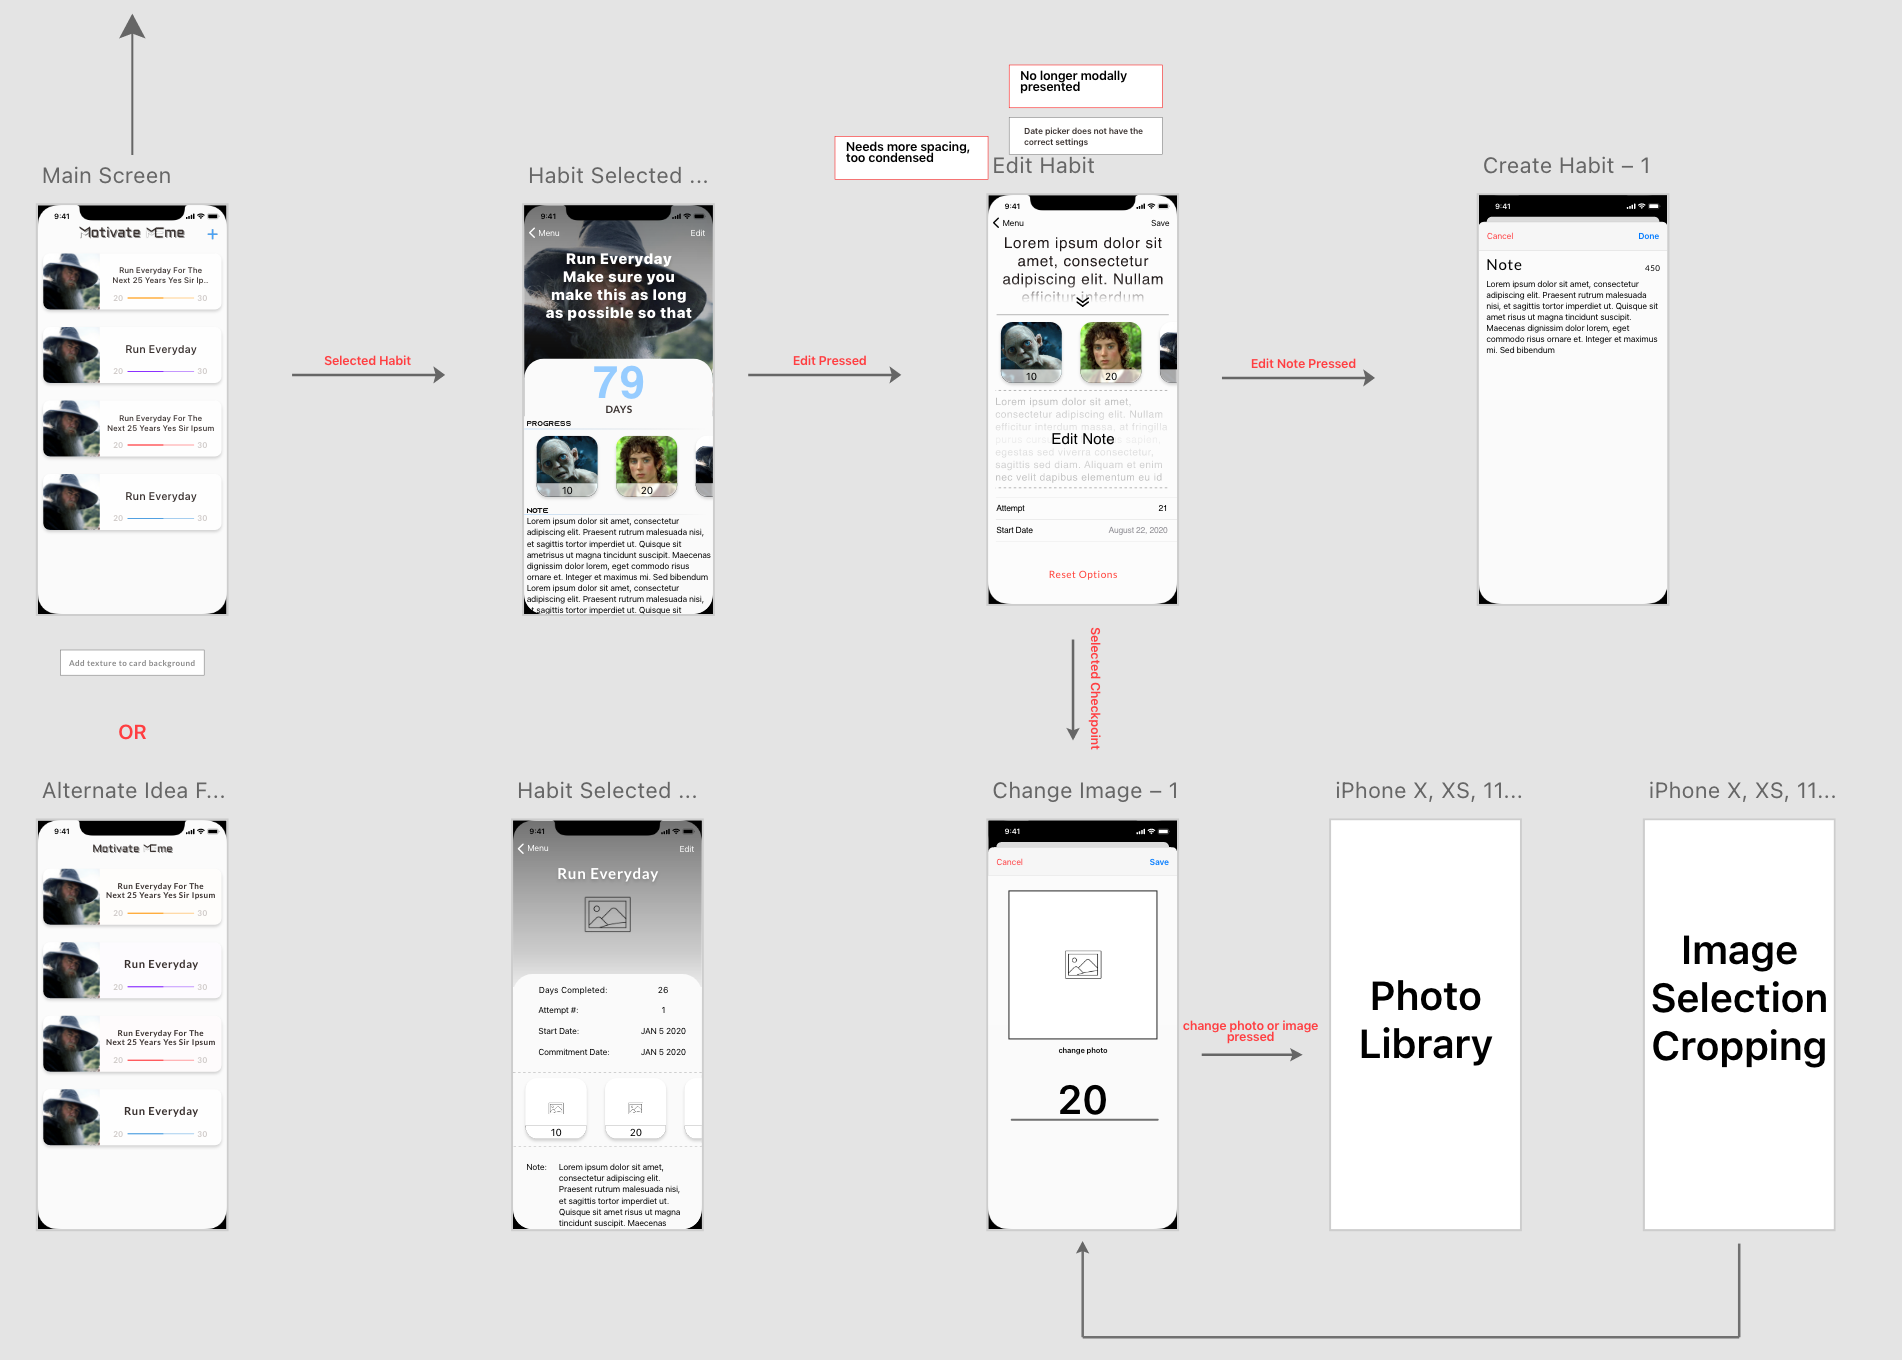 No longer modally
presented
Date picker does not have the
correct settings
Needs more spacing,
too condensed
Main Screen
9:41
Motivate Me
+
Run Everyday For The
Next 25 Years Yes Sir Ip..
20 30
Run Everyday
20 30
Run Everyday For The
Next 25 Years Yes Sir Ipsum
20 30
Run Everyday
20 30
Add texture to card background
Selected Habit
Habit Selected ...
9:41
Menu Edit
Run Everyday
Make sure you
make this as long
as possible so that
79
DAYS
PROGRESS
10 20
NOTE
Lorem ipsum dolor sit amet, consectetur
adipiscing elit. Praesent rutrum malesuada nisi,
et sagittis tortor imperdiet ut. Quisque sit
ametrisus ut magna tincidunt suscipit. Maecenas
dignissim dolor lorem, eget commodo risus
ornare et. Integer et maximus mi. Sed bibendum
Lorem ipsum dolor sit amet, consectetur
adipiscing elit. Praesent rutrum malesuada nisi,
et sagittis tortor imperdiet ut. Quisque sit
Edit Pressed
Edit Habit
9:41
Menu Save
Lorem ipsum dolor sit
amet, consectetur
adipiscing elit. Nullam
efficitur interdum
10 20
Lorem ipsum dolor sit amet,
consectetur adipiscing elit. Nullam
efficitur interdum massa, at fringilla
purus sapien,
Edit Note
egestas sed viverra consectetur,
sagittis sed diam. Aliquam et enim
nec velit dapibus elementum eu id
Attempt 21
Start Date August 22, 2020
Reset Options
Edit Note Pressed
Create Habit – 1
9:41
Cancel Done
Note 450
Lorem ipsum dolor sit amet, consectetur
adipiscing elit. Praesent rutrum malesuada
nisi, et sagittis tortor imperdiet ut. Quisque sit
amet risus ut magna tincidunt suscipit.
Maecenas dignissim dolor lorem, eget
commodo risus ornare et. Integer et maximus
mi. Sed bibendum
Selected Checkpoint
OR
Alternate Idea F...
9:41
Motivate Me
Run Everyday For The
Next 25 Years Yes Sir Ipsum
20 30
Run Everyday
20 30
Run Everyday For The
Next 25 Years Yes Sir Ipsum
20 30
Run Everyday
20 30
Habit Selected ...
9:41
Menu Edit
Run Everyday
Days Completed: 26
Attempt #: 1
Start Date: JAN 5 2020
Commitment Date: JAN 5 2020
10 20
Note: Lorem ipsum dolor sit amet,
consectetur adipiscing elit.
Praesent rutrum malesuada nisi,
et sagittis tortor imperdiet ut.
Quisque sit amet risus ut magna
tincidunt suscipit. Maecenas
Change Image – 1
9:41
Cancel Save
change photo
20
change photo or image
pressed
iPhone X, XS, 11...
Photo
Library
iPhone X, XS, 11...
Image
Selection
Cropping